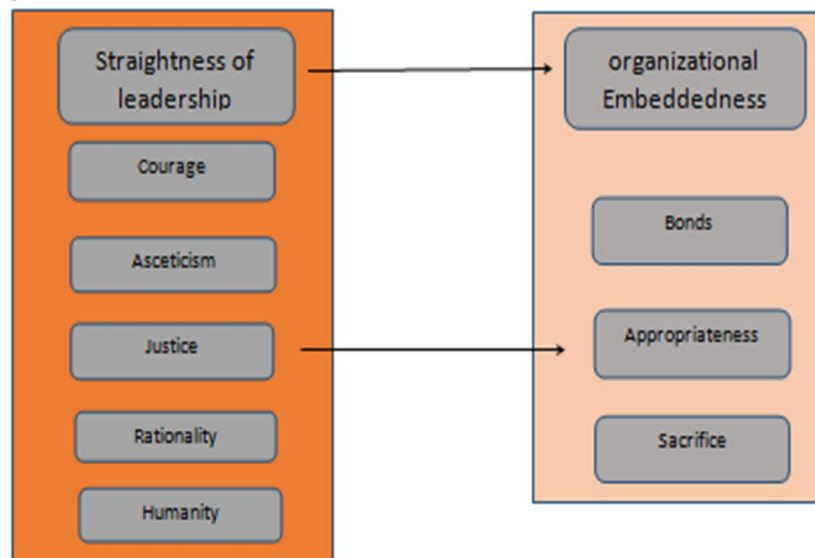 Straightness of
leadership
Courage
Asceticism
Justice
Rationality
Humanity
organizational
Embeddedness
Bonds
Appropriateness
Sacrifice